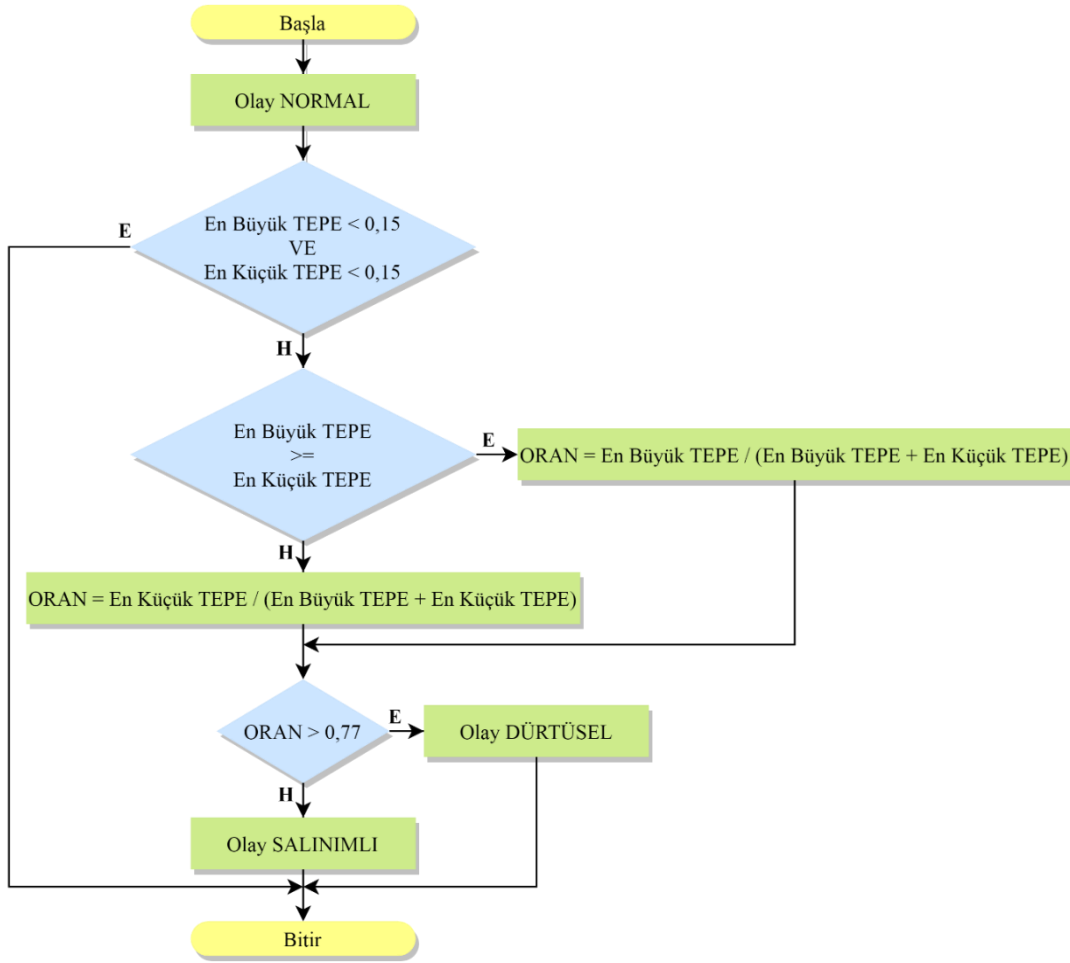 Başla
Olay NORMAL
E
En Büyük TEPE < 0,15
VE
En Küçük TEPE < 0,15
H
En Büyük TEPE
>=
En Küçük TEPE
E
ORAN = En Büyük TEPE / (En Büyük TEPE + En Küçük TEPE)
H
ORAN = En Küçük TEPE / (En Büyük TEPE + En Küçük TEPE)
ORAN > 0,77
E
Olay DÜRTÜSEL
H
Olay SALINIMLI
Bitir